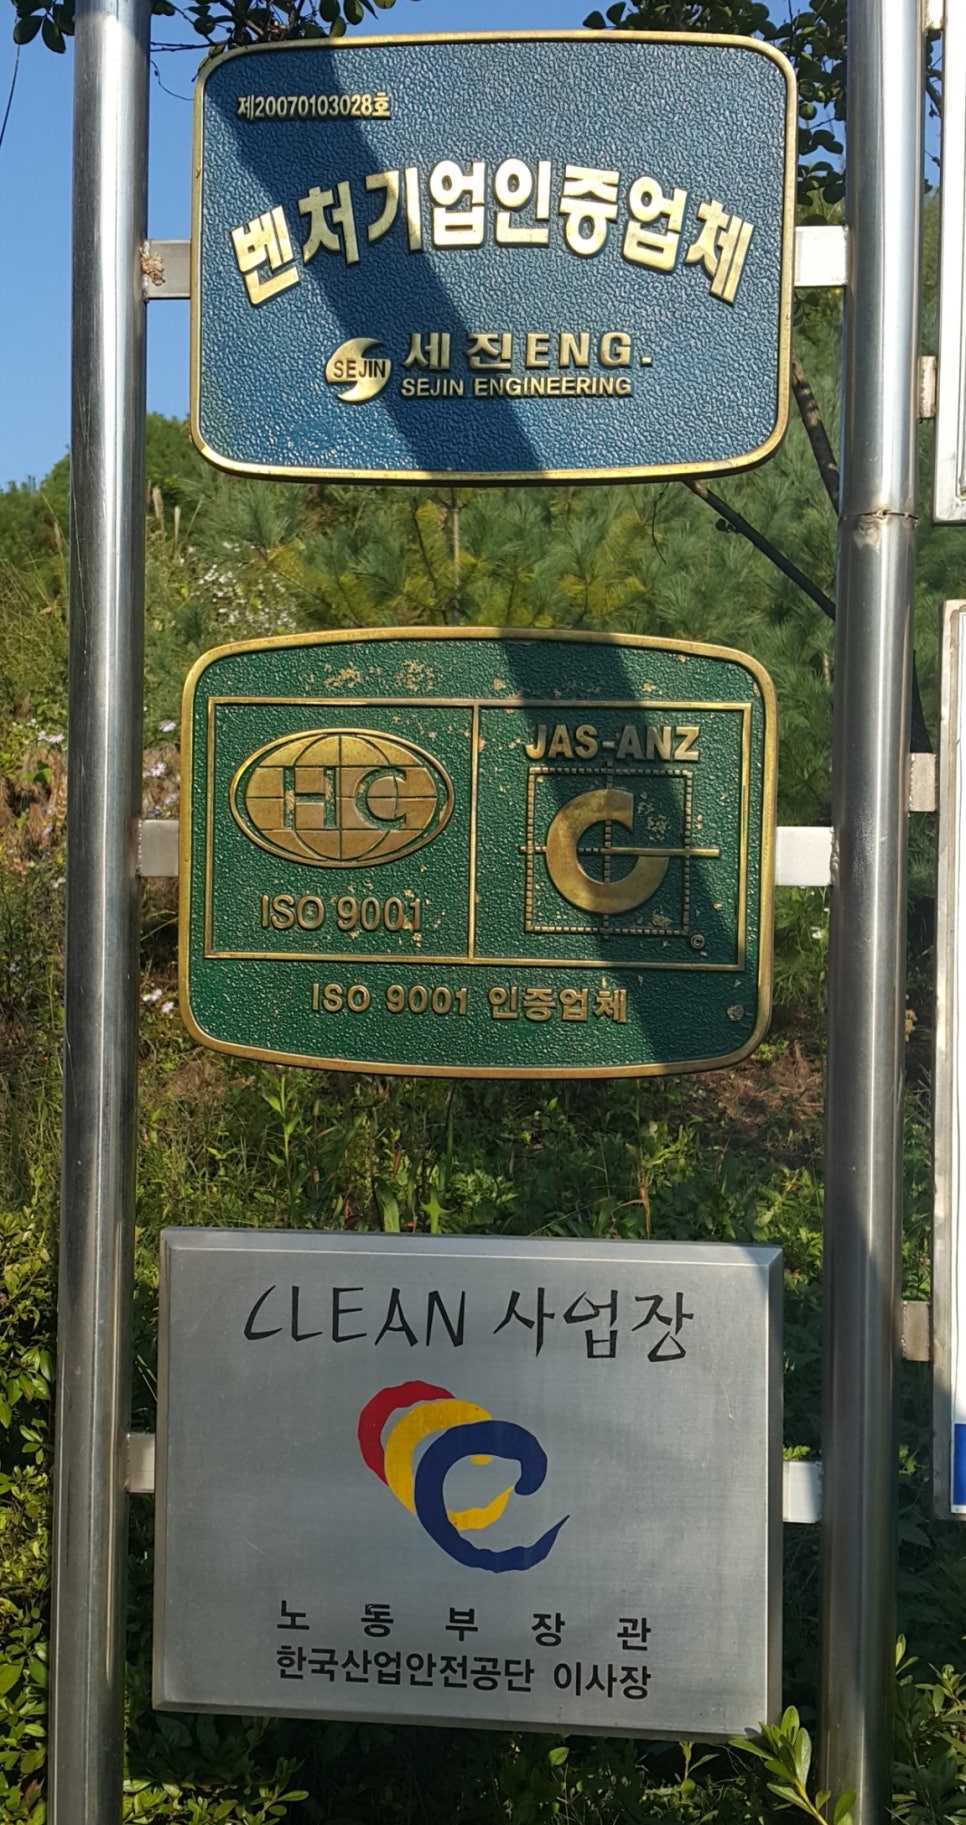 제20070103028호
벤처기업인증업체
SEJIN 세진ENG.
SEJIN ENGINEERING
HC
JAS-ANZ
C
ISO 9001
©
ISO 9001 인증업체
CLEAN 사업장
노동부장관
한국산업안전공단 이사장